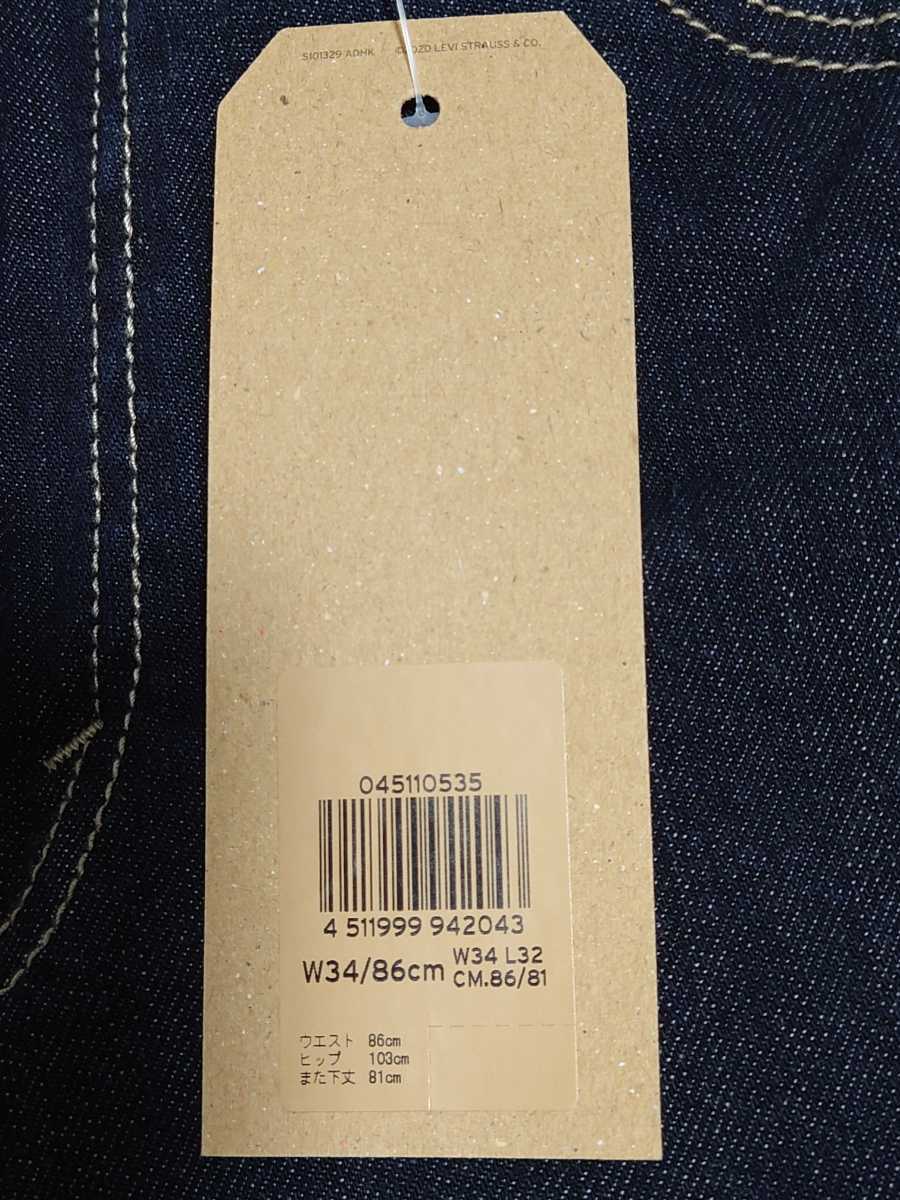 S101329 ADHK ©2020 LEVI STRAUSS & CO.
045110535
4 511999 942043
W34/86cm
W34 L32
CM.86/81
ウエスト 86cm
ヒップ 103cm
また下丈 81cm